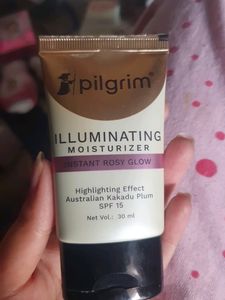 pilgrim®
ILLUMINATING
MOISTURIZER
INSTANT ROSY GLOW
Highlighting Effect
Australian Kakadu Plum
SPF 15
Net Vol.: 30 ml